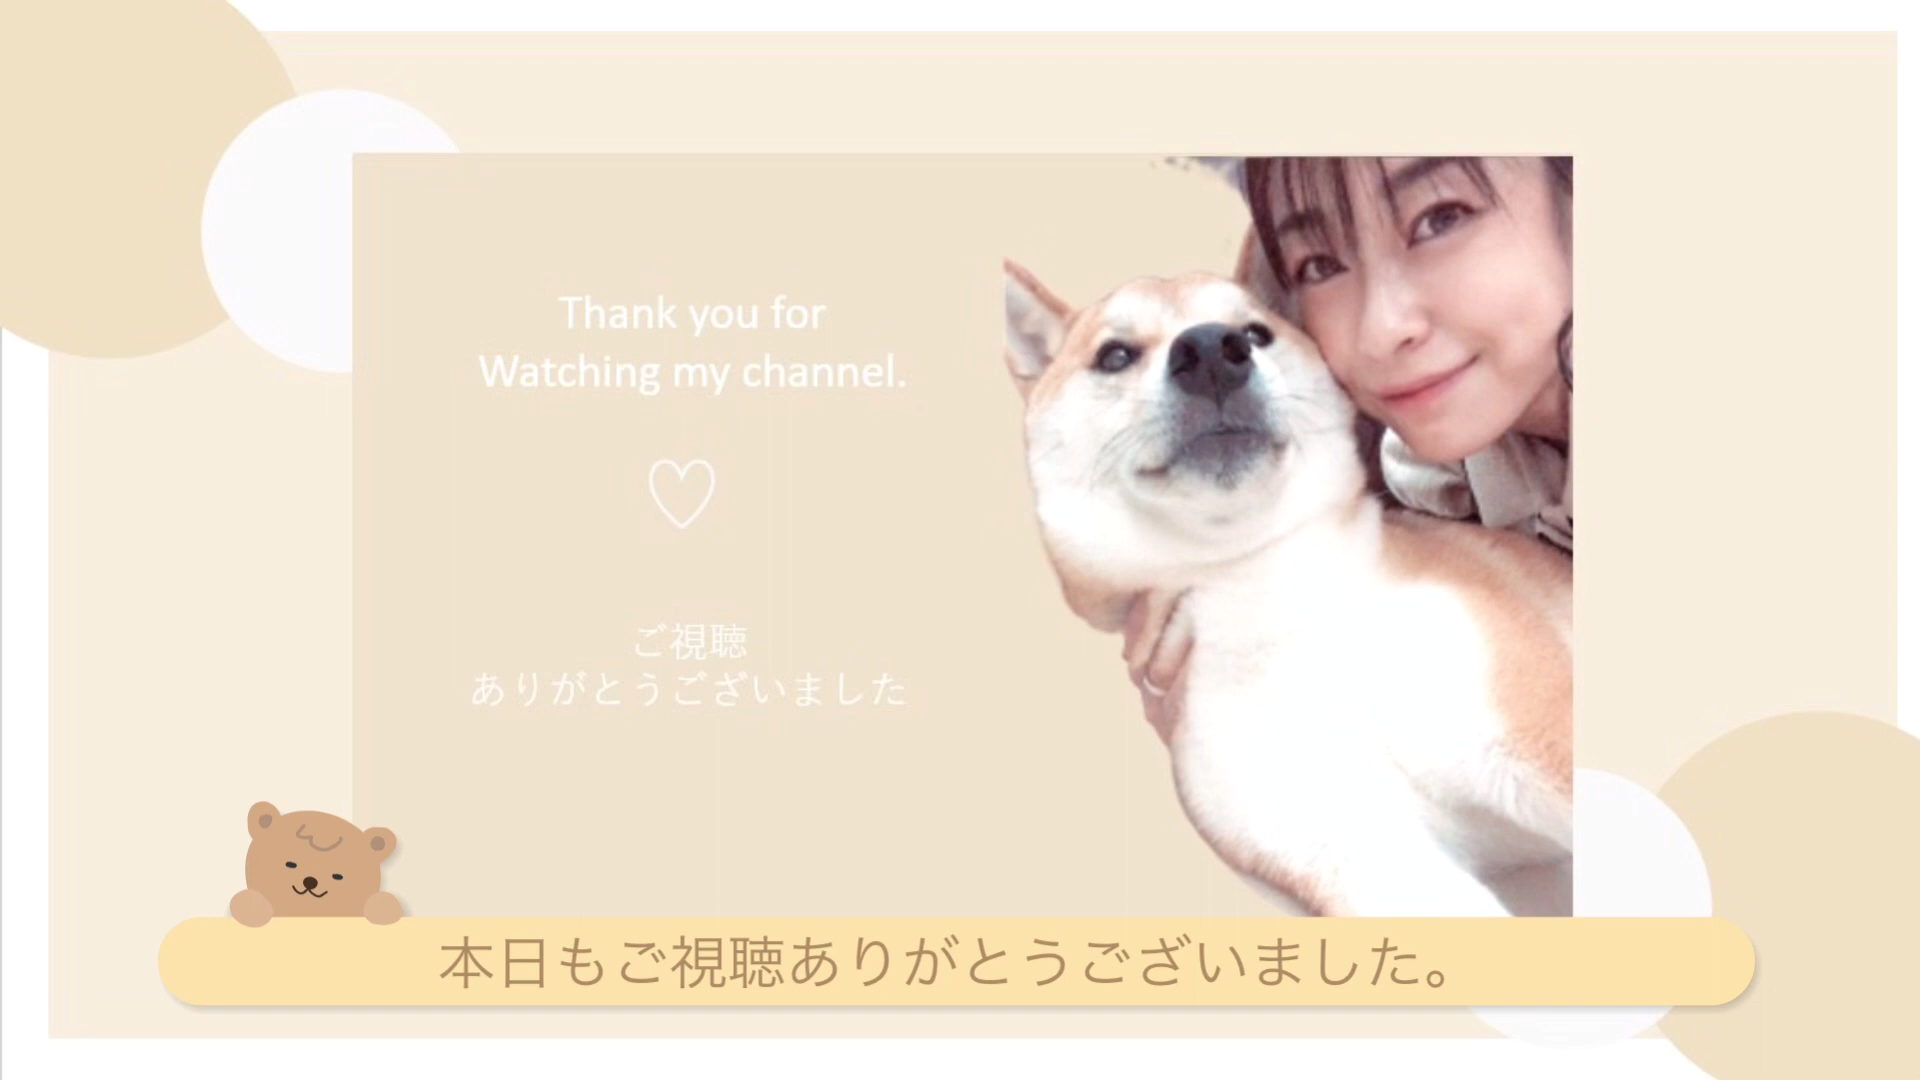 Thank you for
Watching my channel.
ご視聴
ありがとうございました
本日もご視聴ありがとうございました。